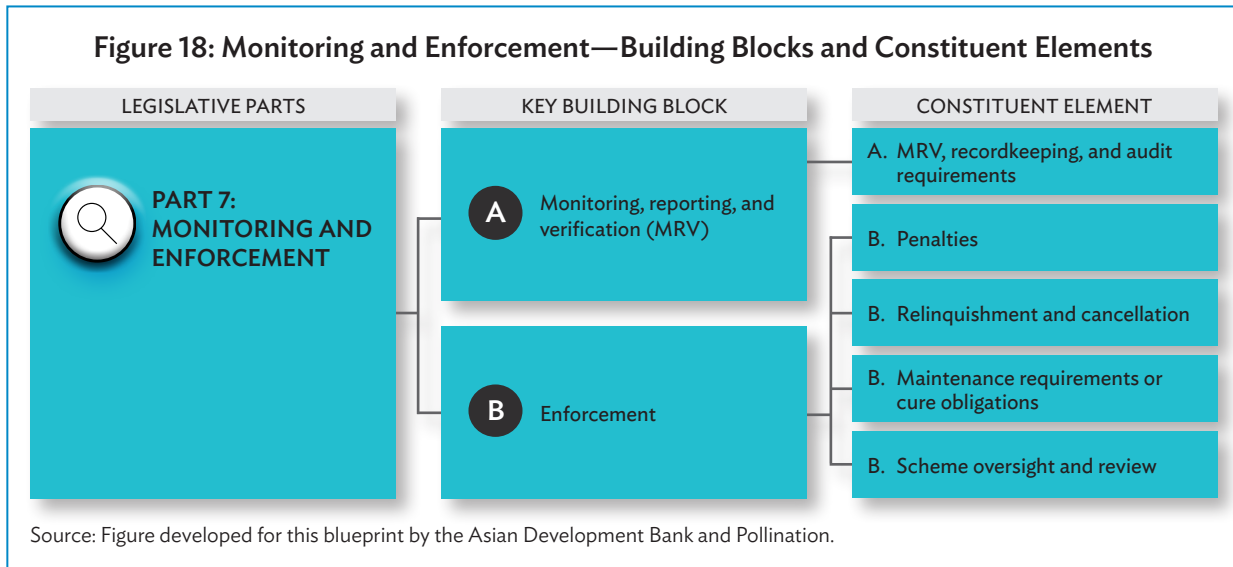 Figure 18: Monitoring and Enforcement—Building Blocks and Constituent Elements
LEGISLATIVE PARTS
KEY BUILDING BLOCK
CONSTITUENT ELEMENT
PART 7:
MONITORING AND
ENFORCEMENT
A
Monitoring, reporting, and
verification (MRV)
B
Enforcement
A. MRV, recordkeeping, and audit
requirements
B. Penalties
B. Relinquishment and cancellation
B. Maintenance requirements or
cure obligations
B. Scheme oversight and review
Source: Figure developed for this blueprint by the Asian Development Bank and Pollination.